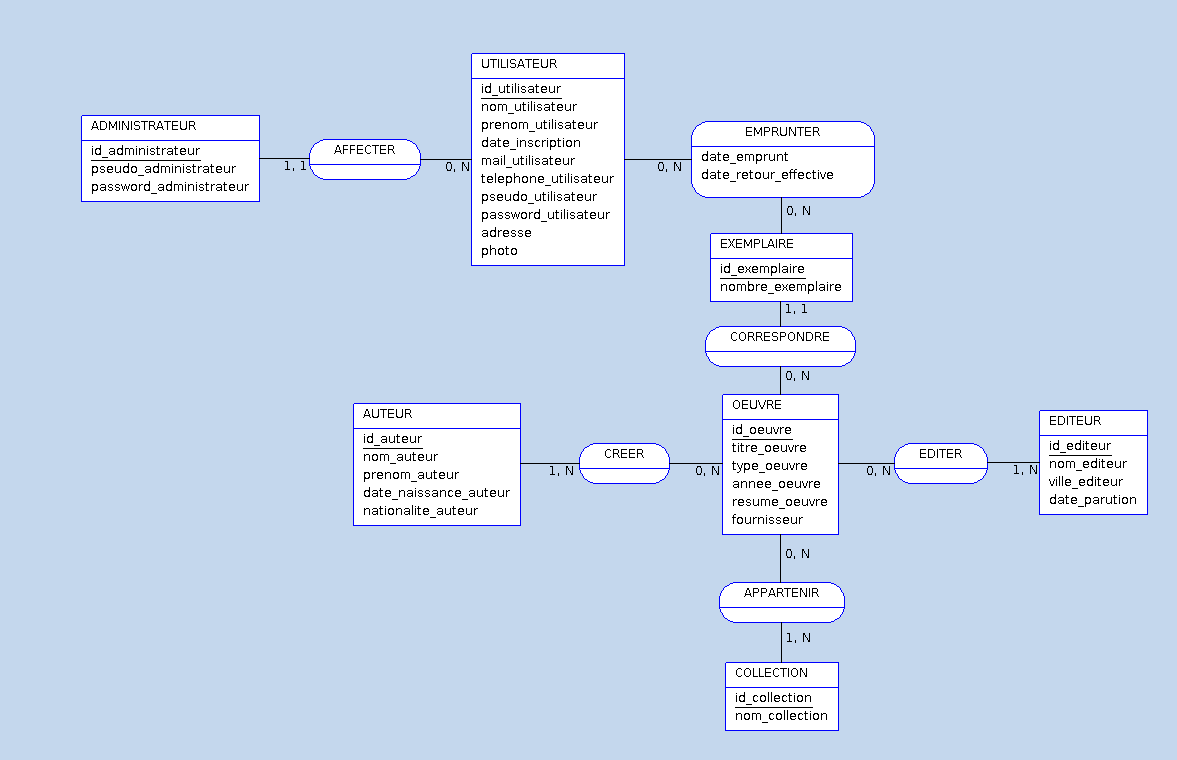 ADMINISTRATEUR
id_administrateur
pseudo_administrateur
password_administrateur
1, 1
AFFECTER
0, N
UTILISATEUR
id_utilisateur
nom_utilisateur
prenom_utilisateur
date_inscription
mail_utilisateur
telephone_utilisateur
pseudo_utilisateur
password_utilisateur
adresse
photo
0, N
EMPRUNTER
date_emprunt
date_retour_effective
0, N
EXEMPLAIRE
id_exemplaire
nombre_exemplaire
1, 1
CORRESPONDRE
0, N
AUTEUR
id_auteur
nom_auteur
prenom_auteur
date_naissance_auteur
nationalite_auteur
1, N
CREER
0, N
OEUVRE
id_oeuvre
titre_oeuvre
type_oeuvre
annee_oeuvre
resume_oeuvre
fournisseur
0, N
EDITER
1, N
EDITEUR
id_editeur
nom_editeur
ville_editeur
date_parution
0, N
APPARTENIR
1, N
COLLECTION
id_collection
nom_collection